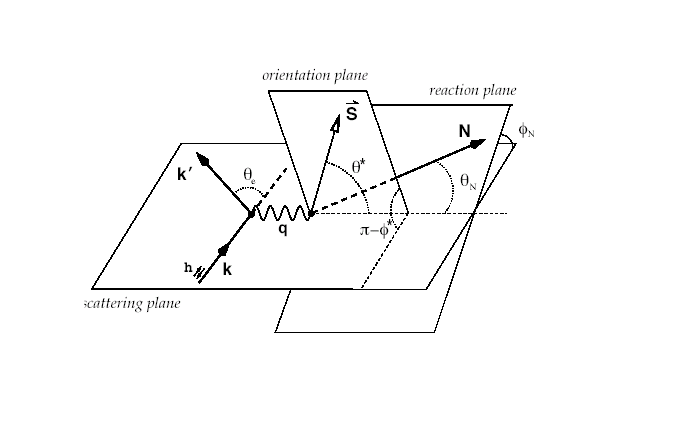 orientation plane
reaction plane
S
N
ϕN
k′
θe
θ*
θN
q
π−ϕ*
h
k
scattering plane